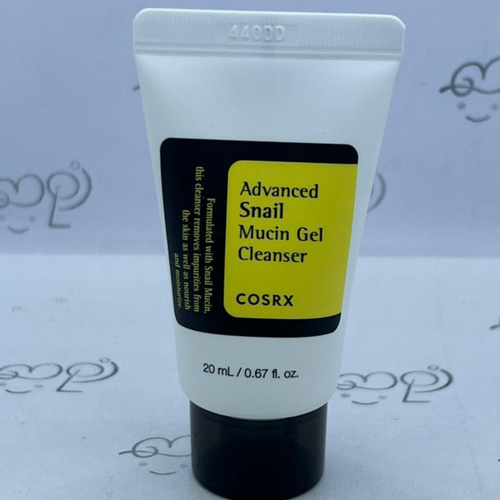 4400D
Advanced
Snail
Mucin Gel
Cleanser
COSRX
Formulated with Snail Mucin,
this cleanser removes impurities from
the skin as well as nourish
and moisturize.
20 mL / 0.67 fl. oz.